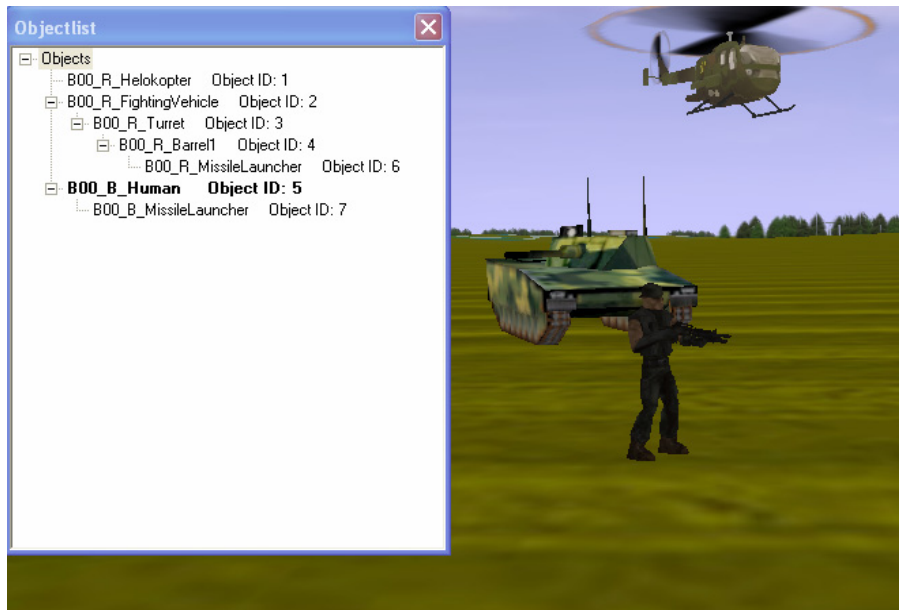 Objectlist
Objects
B00_R_Helokopter Object ID: 1
B00_R_FightingVehicle Object ID: 2
B00_R_Turret Object ID: 3
B00_R_Barrel1 Object ID: 4
B00_R_MissileLauncher Object ID: 6
B00_B_Human Object ID: 5
B00_B_MissileLauncher Object ID: 7